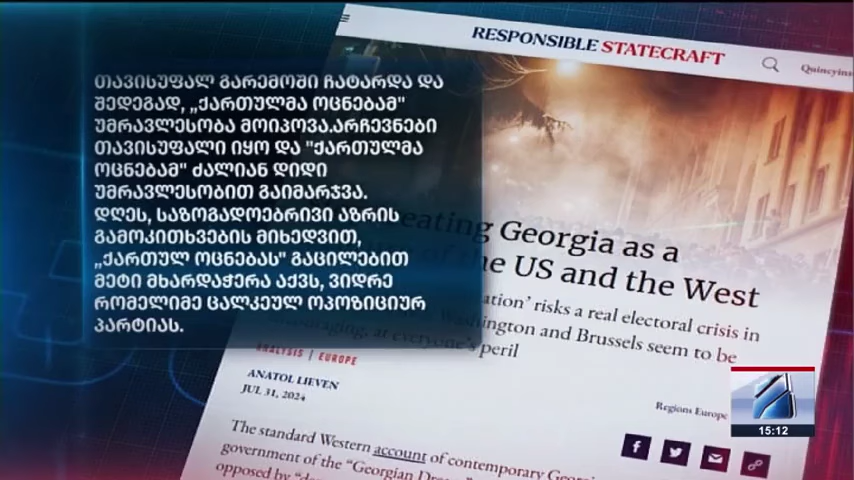 RESPONSIBLE STATECRAFT
თავისუფალ გარემოში ჩატარდა და
შედეგად, „ქართულმა ოცნებამ"
უმრავლესობა მოიპოვა.არჩევნები
თავისუფალი იყო და "ქართულმა
ოცნებამ" ძალიან დიდი
უმრავლესობით გაიმარჯვა.
დღეს, საზოგადოებრივი აზრის
გამოკითხვების მიხედვით,
„ქართულ ოცნებას" გაცილებით
მეტი მხარდაჭერა აქვს, ვიდრე
რომელიმე ცალკეულ ოპოზიციურ
პარტიას.
Georgia as a
the US and the West
risks a real electoral crisis in
Washington and Brussels seem to be
at everyone's peril
ANALYSIS | EUROPE
ANATOL LIEVEN
JUL 31, 2024
Regions Europe
The standard Western account of contemporary
government of the "Georgian
opposed by
15:12